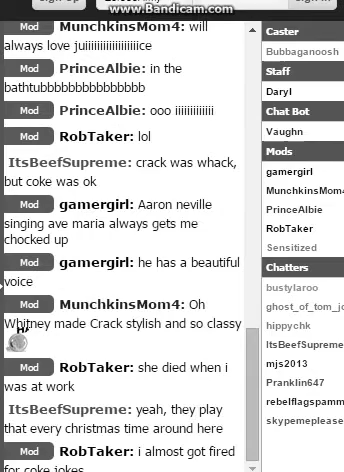 www.Bandicam.com
Mod MunchkinsMom4: will
always love juiiiiiiiiiiiiiiiiiice
Mod PrinceAlbie: in the
bathtubbbbbbbbbbbbbbb
Mod PrinceAlbie: ooo iiiiiiiiiiii
Mod RobTaker: lol
ItsBeefSupreme: crack was whack,
but coke was ok
Mod gamergirl: Aaron neville
singing ave maria always gets me
chocked up
Mod gamergirl: he has a beautiful
voice
Mod MunchkinsMom4: Oh
Whitney made Crack stylish and so classy
Mod RobTaker: she died when i
was at work
ItsBeefSupreme: yeah, they play
that every christmas time around here
Mod RobTaker: i almost got fired
for coke jokes
Caster
Bubbaganoosh
Staff
Daryl
Chat Bot
Vaughn
Mods
gamergirl
MunchkinsMom4
PrinceAlbie
RobTaker
Sensitized
Chatters
bustylaroo
ghost_of_tom_jo
hippychk
ItsBeefSupreme
mjs2013
Pranklin647
rebelflagspamm
skypemeplease